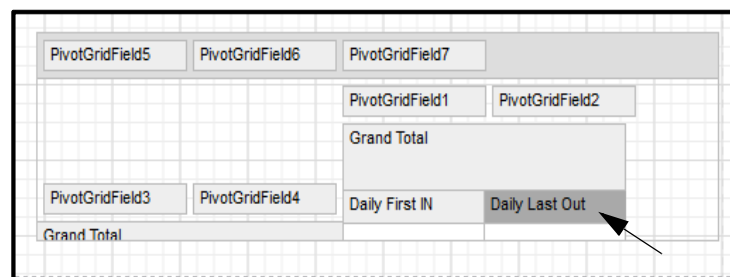 PivotGridField5 PivotGridField6 PivotGridField7
PivotGridField1 PivotGridField2
Grand Total
PivotGridField3 PivotGridField4 Daily First IN Daily Last Out
Grand Total